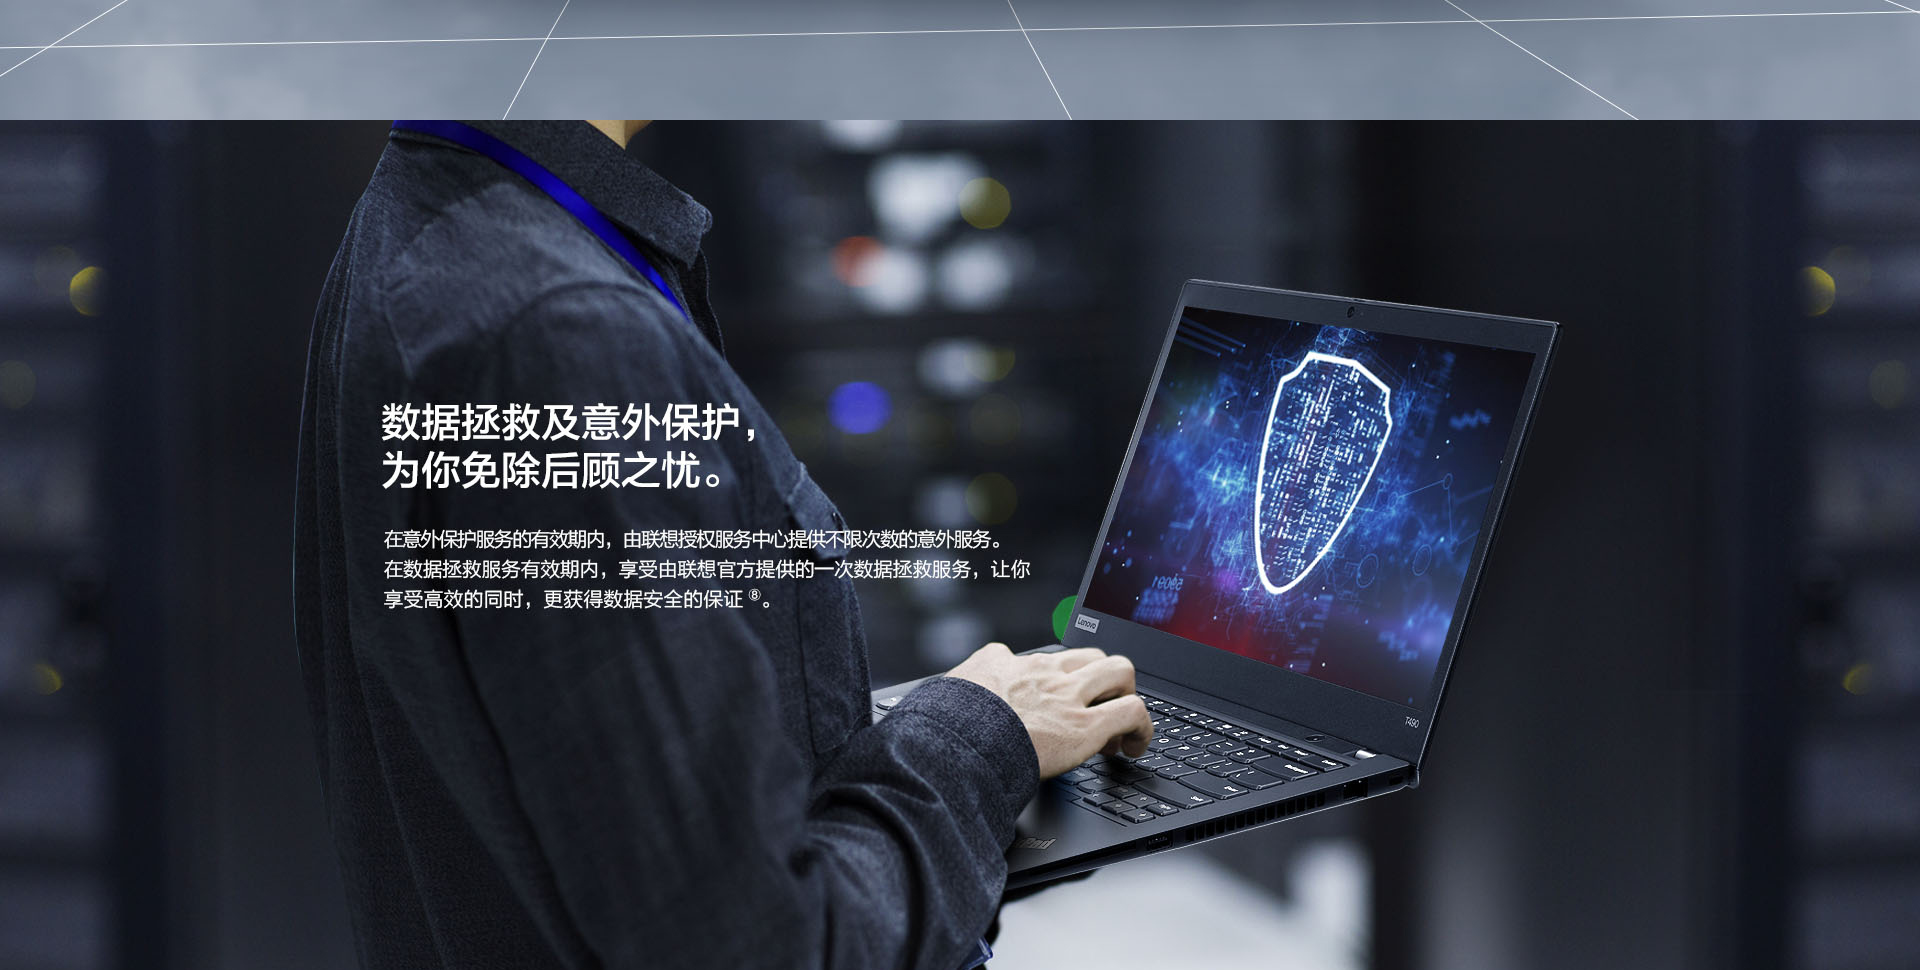 数据拯救及意外保护，
为你免除后顾之忧。
在意外保护服务的有效期内，由联想授权服务中心提供不限次数的意外服务。
在数据拯救服务有效期内，享受由联想官方提供的一次数据拯救服务，让你
享受高效的同时，更获得数据安全的保证⑧。
Lenovo
T490